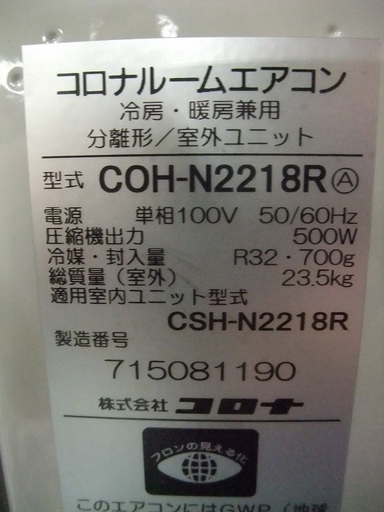 コロナルームエアコン
冷房・暖房兼用
分離形／室外ユニット
型式 COH-N2218R Ⓐ
電源 単相100V 50/60Hz
圧縮機出力 500W
冷媒・封入量 R32・700g
総質量（室外） 23.5kg
適用室内ユニット型式
CSH-N2218R
製造番号
715081190
株式会社 コロナ
フロンの見える化
このエアコンにはGWP（地球